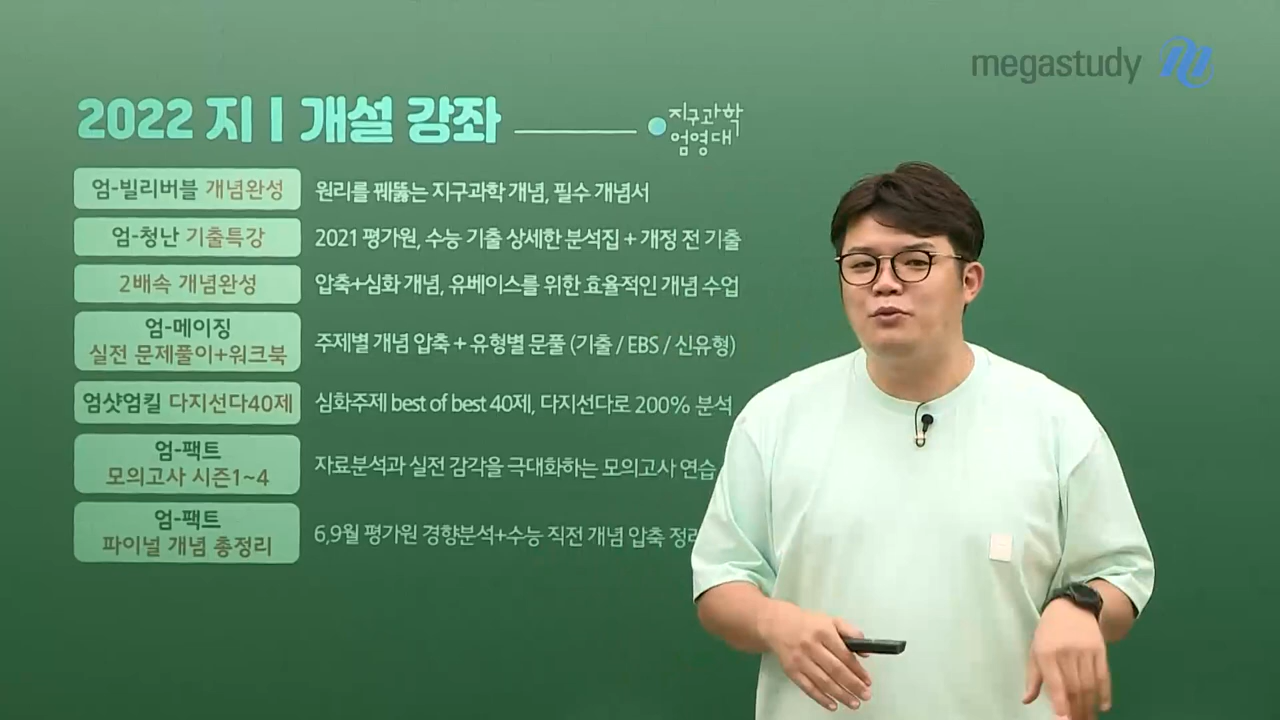 megastudy
2022 지 I 개설 강좌
지구과학
엄영대
엄-빌리버블 개념완성
원리를 꿰뚫는 지구과학 개념, 필수 개념서
엄-청난 기출특강
2021 평가원, 수능 기출 상세한 분석집 + 개정 전 기출
2배속 개념완성
압축+심화 개념, 유베이스를 위한 효율적인 개념 수업
엄-메이징
실전 문제풀이+워크북
주제별 개념 압축 + 유형별 문풀 (기출 / EBS / 신유형)
엄샷엄킬 다지선다40제
심화주제 best of best 40제, 다지선다로 200% 분석
엄-팩트
모의고사 시즌1~4
자료분석과 실전 감각을 극대화하는 모의고사 연습
엄-팩트
파이널 개념 총정리
6,9월 평가원 경향분석+수능 직전 개념 압축 정리